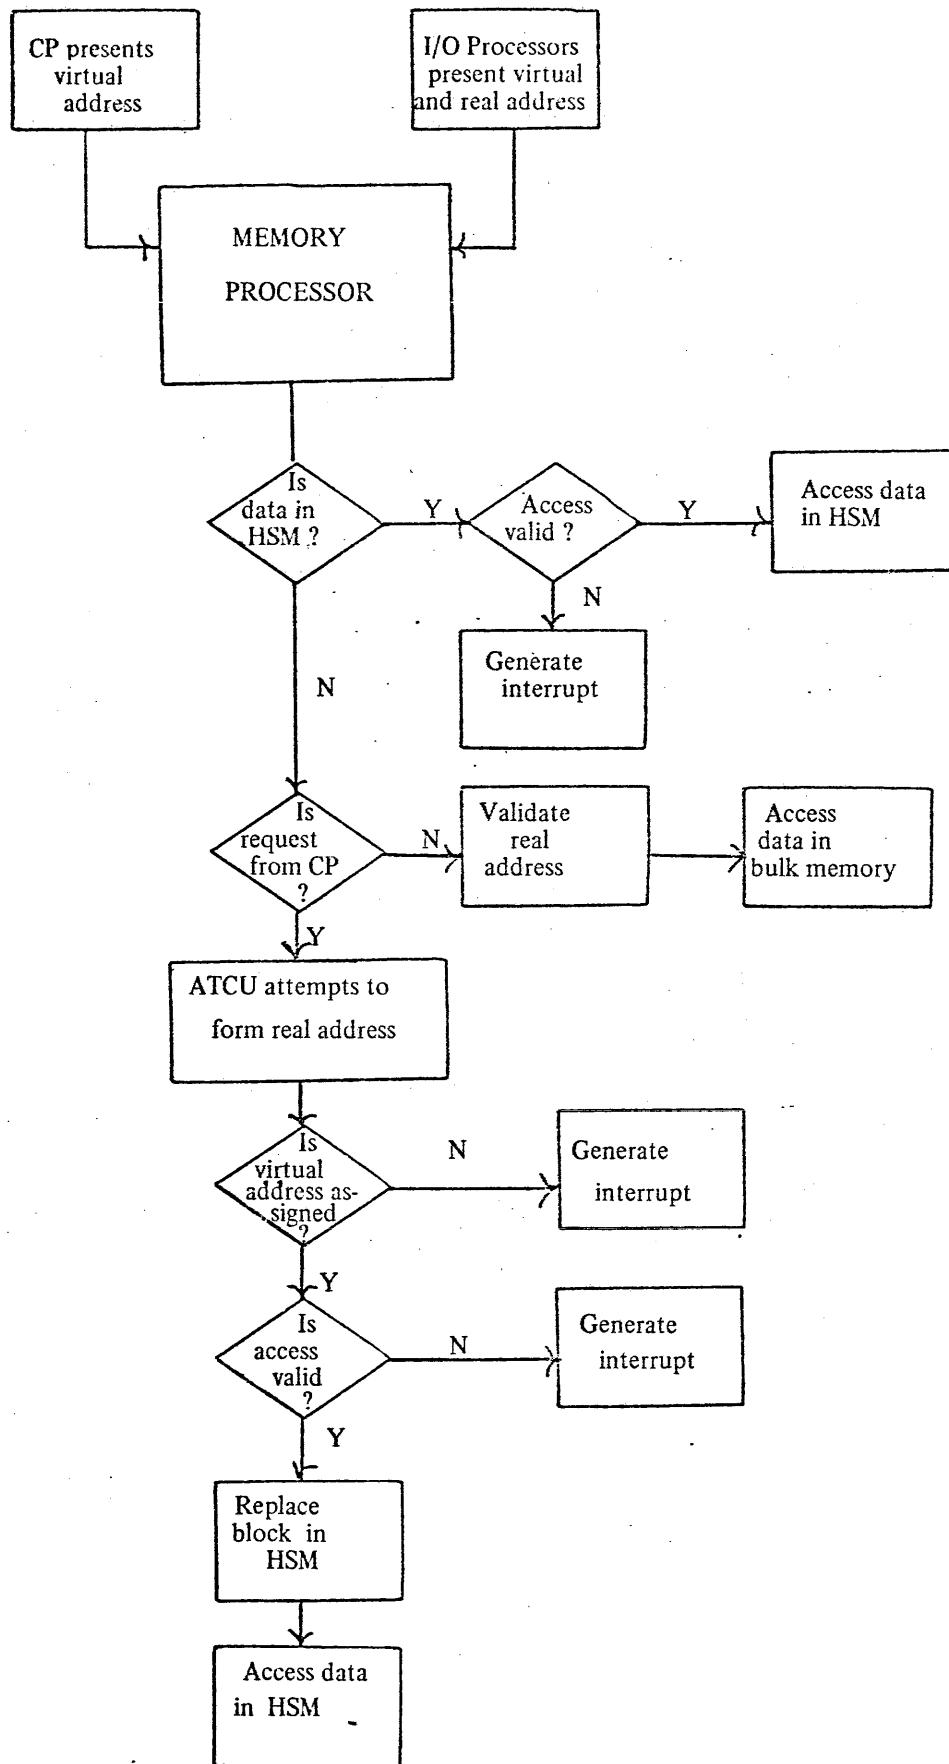 CP presents
virtual
address
I/O Processors
present virtual
and real address
MEMORY
PROCESSOR
Is
data in
HSM ?
Y
Access
valid ?
Y
Access data
in HSM
N
Generate
interrupt
N
Is
request
from CP
?
N
Validate
real
address
Access
data in
bulk memory
Y
ATCU attempts to
form real address
Is
virtual
address as-
signed
?
N
Generate
interrupt
Y
Is
access
valid
?
N
Generate
interrupt
Y
Replace
block in
HSM
Access data
in HSM